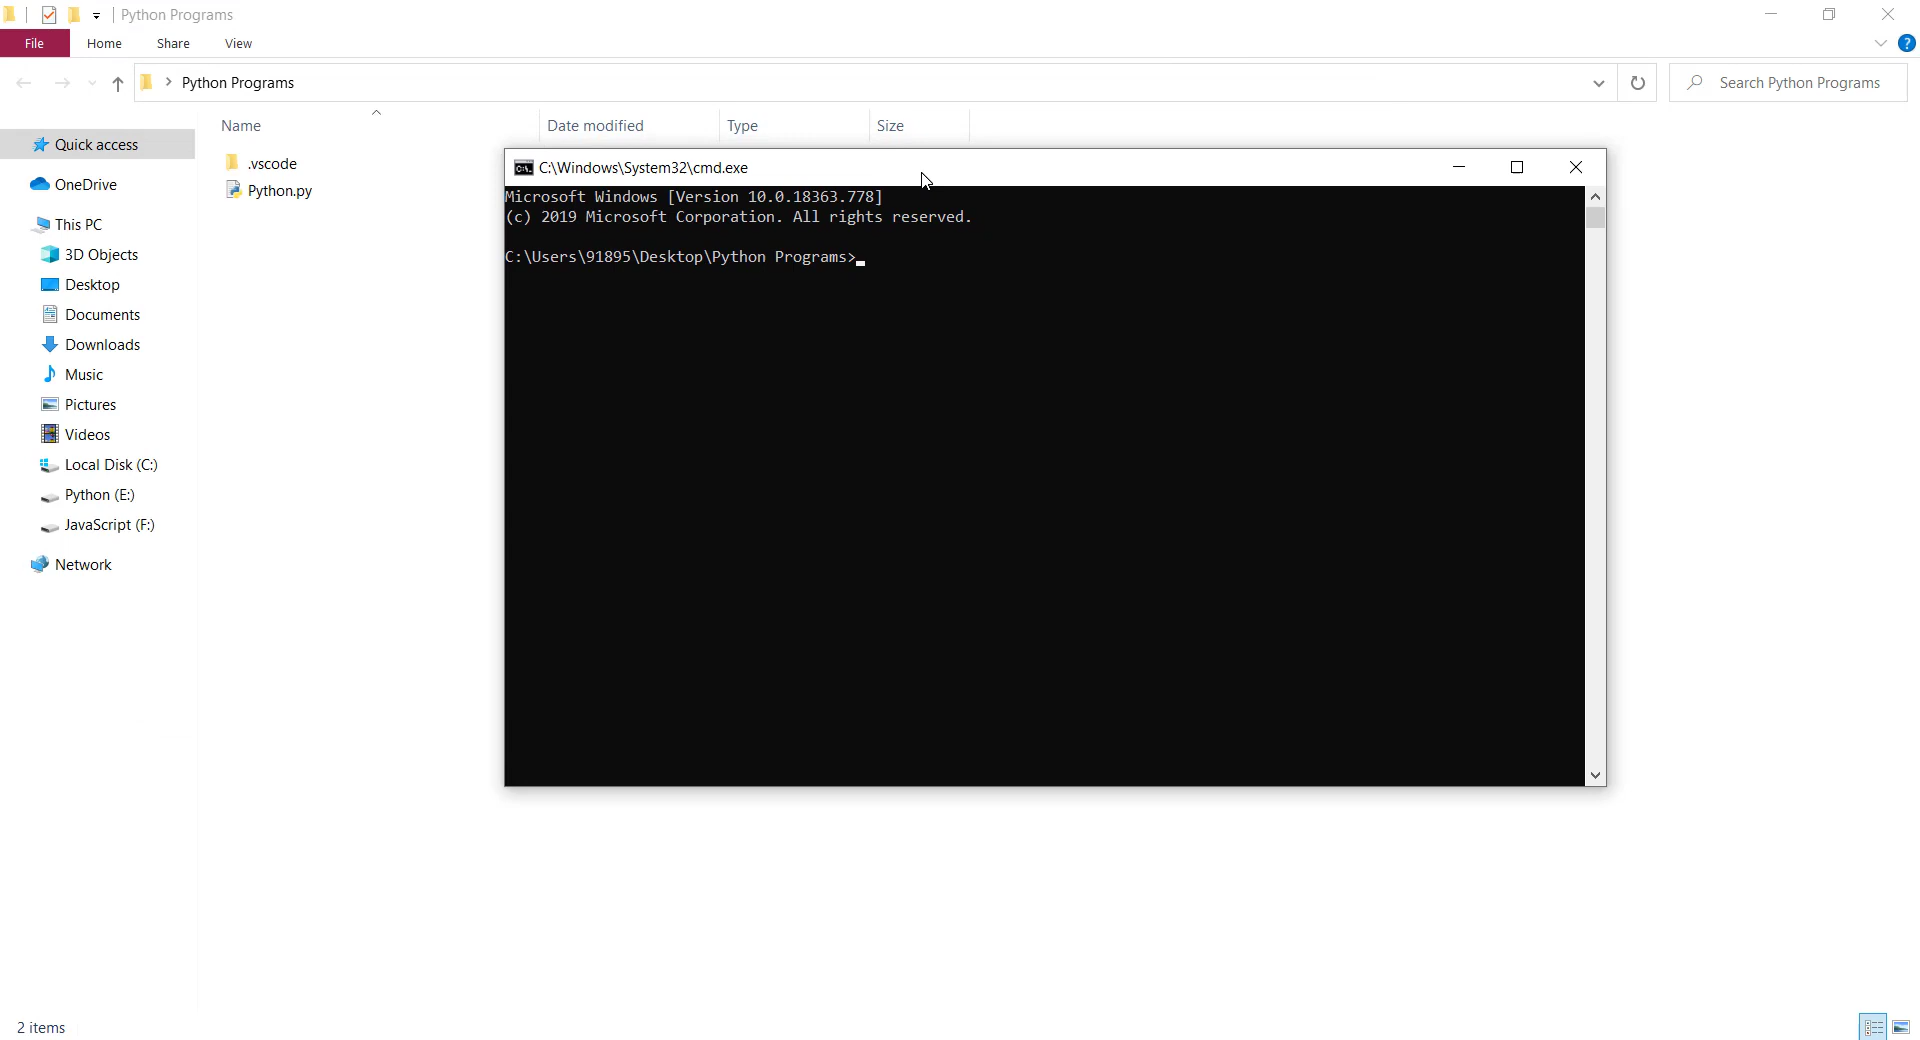 Python Programs
File Home Share View
Python Programs
Search Python Programs
Name Date modified Type Size
Quick access
OneDrive
This PC
3D Objects
Desktop
Documents
Downloads
Music
Pictures
Videos
Local Disk (C:)
Python (E:)
JavaScript (F:)
Network
.vscode
Python.py
C:\Windows\System32\cmd.exe
Microsoft Windows [Version 10.0.18363.778]
(c) 2019 Microsoft Corporation. All rights reserved.
C:\Users\91895\Desktop\Python Programs>
2 items